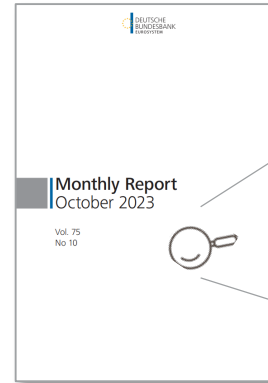 DEUTSCHE
BUNDESBANK
EUROSYSTEM
Monthly Report
October 2023
Vol. 75
No 10